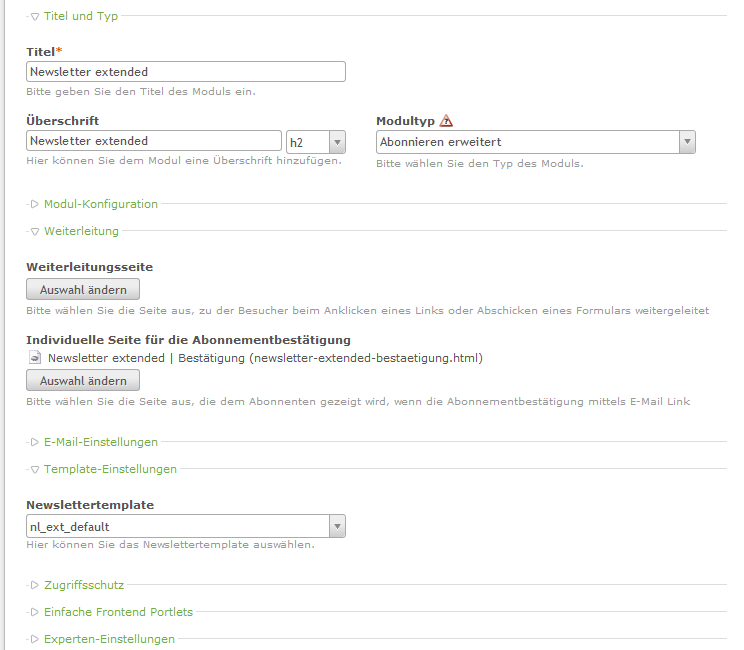 Titel und Typ
Titel*
Newsletter extended
Bitte geben Sie den Titel des Moduls ein.
Überschrift
Modultyp
Newsletter extended
h2
Abonnieren erweitert
Hier können Sie dem Modul eine Überschrift hinzufügen.
Bitte wählen Sie den Typ des Moduls.
Modul-Konfiguration
Weiterleitung
Weiterleitungsseite
Auswahl ändern
Bitte wählen Sie die Seite aus, zu der Besucher beim Anklicken eines Links oder Abschicken eines Formulars weitergeleitet
Individuelle Seite für die Abonnementbestätigung
Newsletter extended | Bestätigung (newsletter-extended-bestaetigung.html)
Auswahl ändern
Bitte wählen Sie die Seite aus, die dem Abonnenten gezeigt wird, wenn die Abonnementbestätigung mittels E-Mail Link
E-Mail-Einstellungen
Template-Einstellungen
Newslettertemplate
nl_ext_default
Hier können Sie das Newslettertemplate auswählen.
Zugriffsschutz
Einfache Frontend Portlets
Experten-Einstellungen